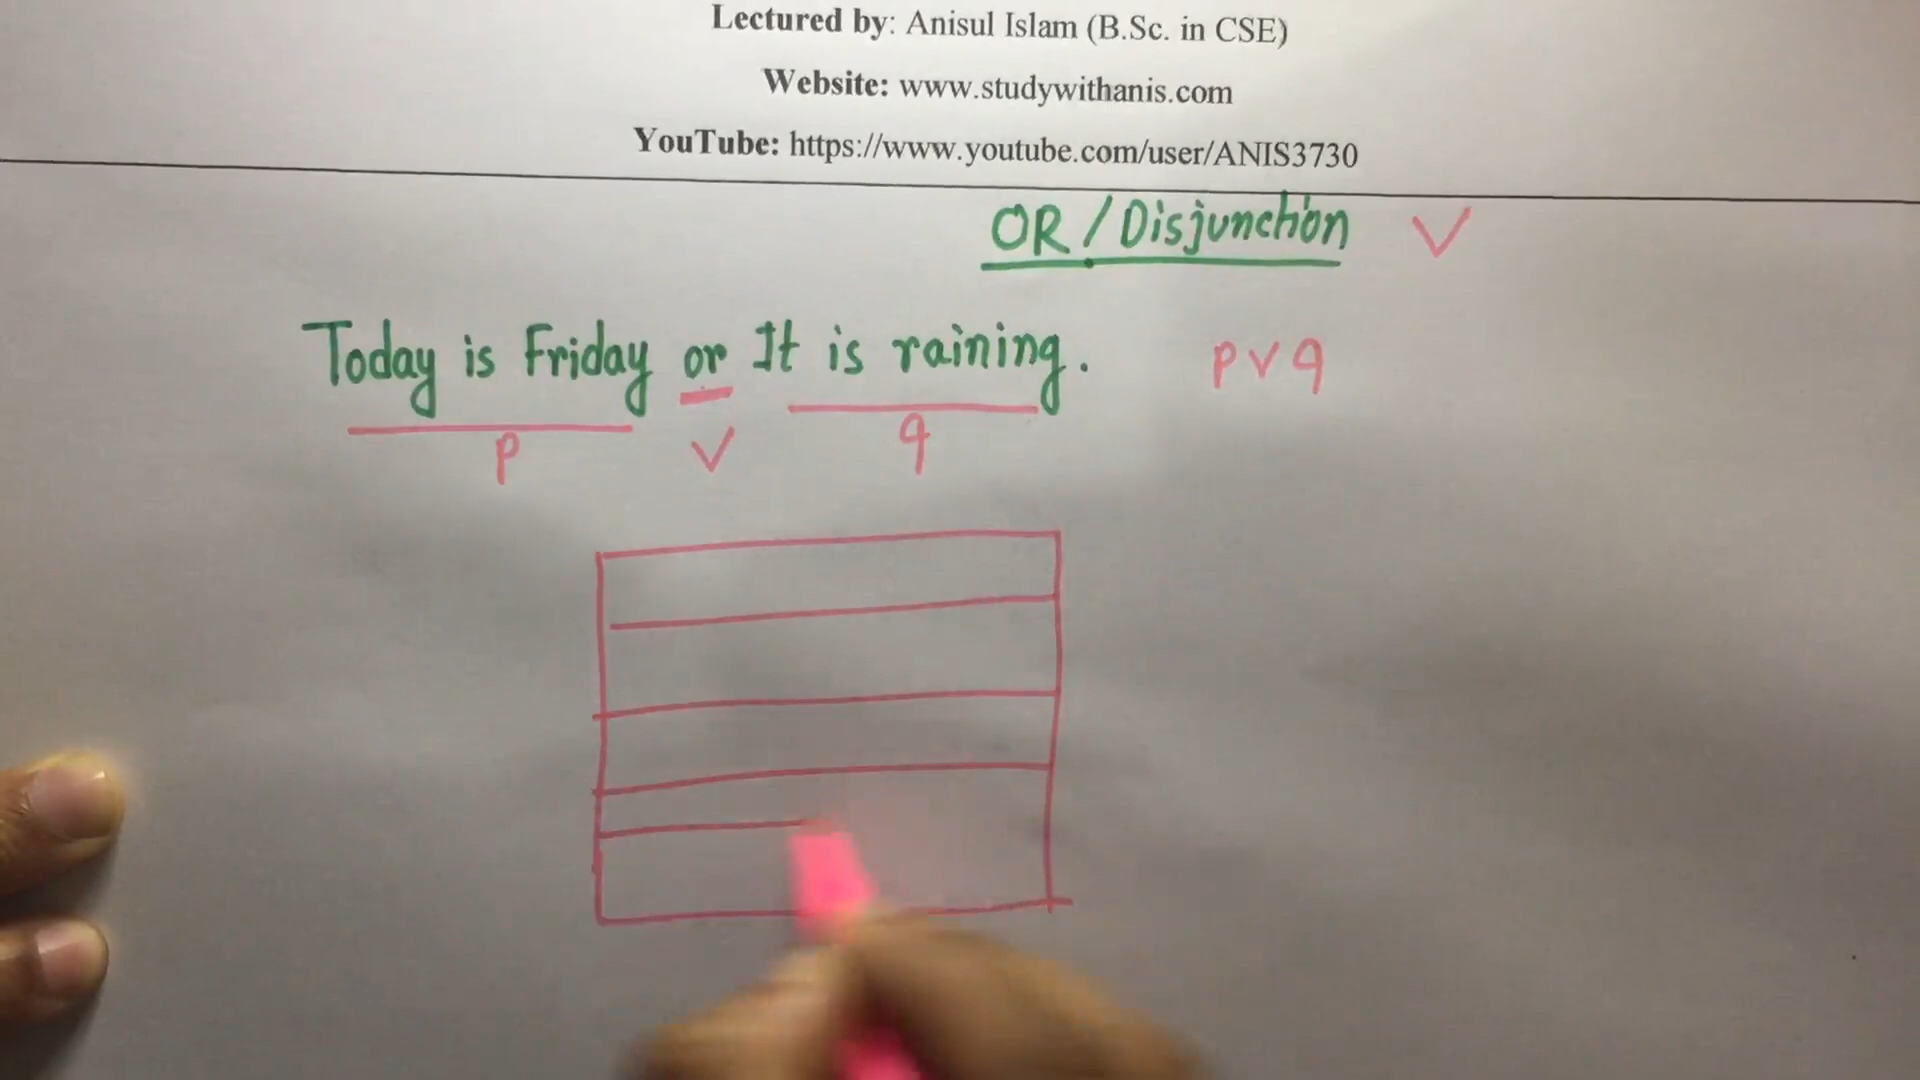 Lectured by: Anisul Islam (B.Sc. in CSE)
Website: www.studywithanis.com
YouTube: https://www.youtube.com/user/ANIS3730
OR / Disjunction ∨
Today is Friday or It is raining. p ∨ q
p ∨ q